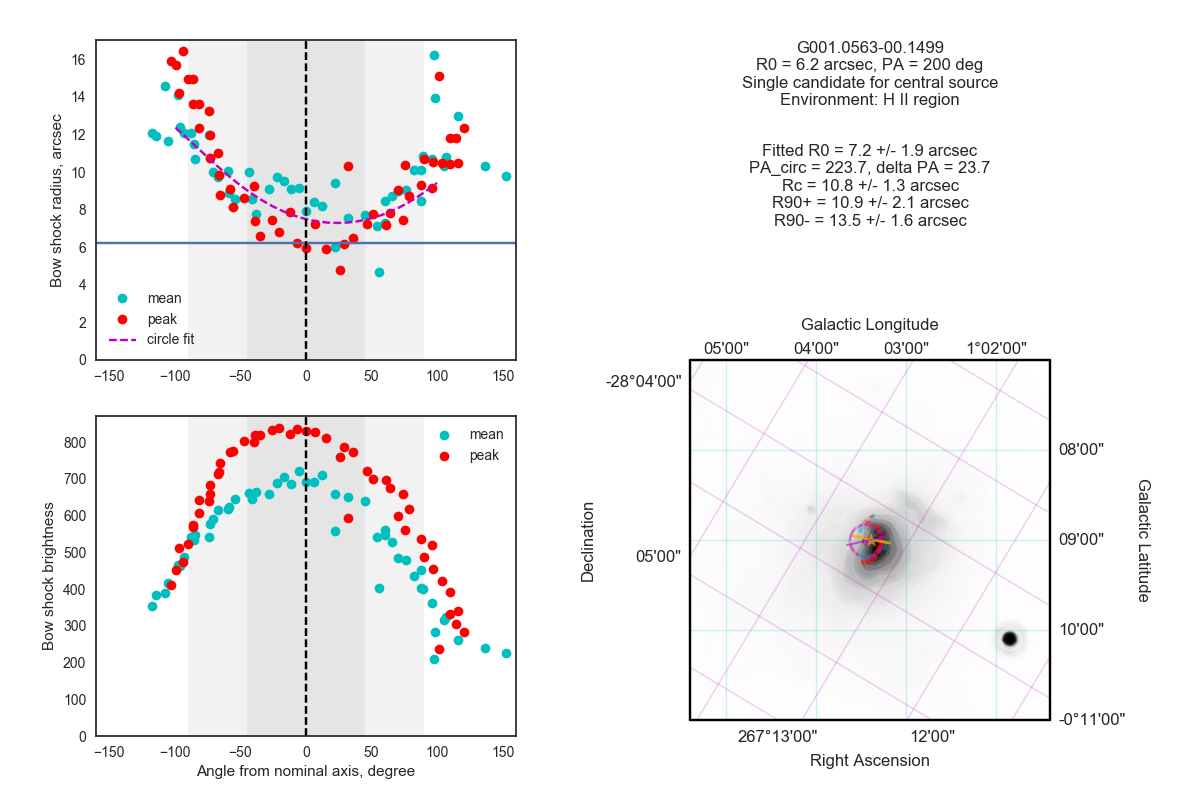 16
14
12
10
8
6
4
2
0
Bow shock radius, arcsec
mean
peak
circle fit
−150
−100
−50
0
50
100
150
800
700
600
500
400
300
200
100
0
Bow shock brightness
mean
peak
−150
−100
−50
0
50
100
150
Angle from nominal axis, degree
G001.0563-00.1499
R0 = 6.2 arcsec, PA = 200 deg
Single candidate for central source
Environment: H II region
Fitted R0 = 7.2 +/- 1.9 arcsec
PA_circ = 223.7, delta PA = 23.7
Rc = 10.8 +/- 1.3 arcsec
R90+ = 10.9 +/- 2.1 arcsec
R90- = 13.5 +/- 1.6 arcsec
Galactic Longitude
05'00"
04'00"
03'00"
1°02'00"
-28°04'00"
05'00"
Declination
08'00"
09'00"
10'00"
-0°11'00"
Galactic Latitude
267°13'00"
12'00"
Right Ascension